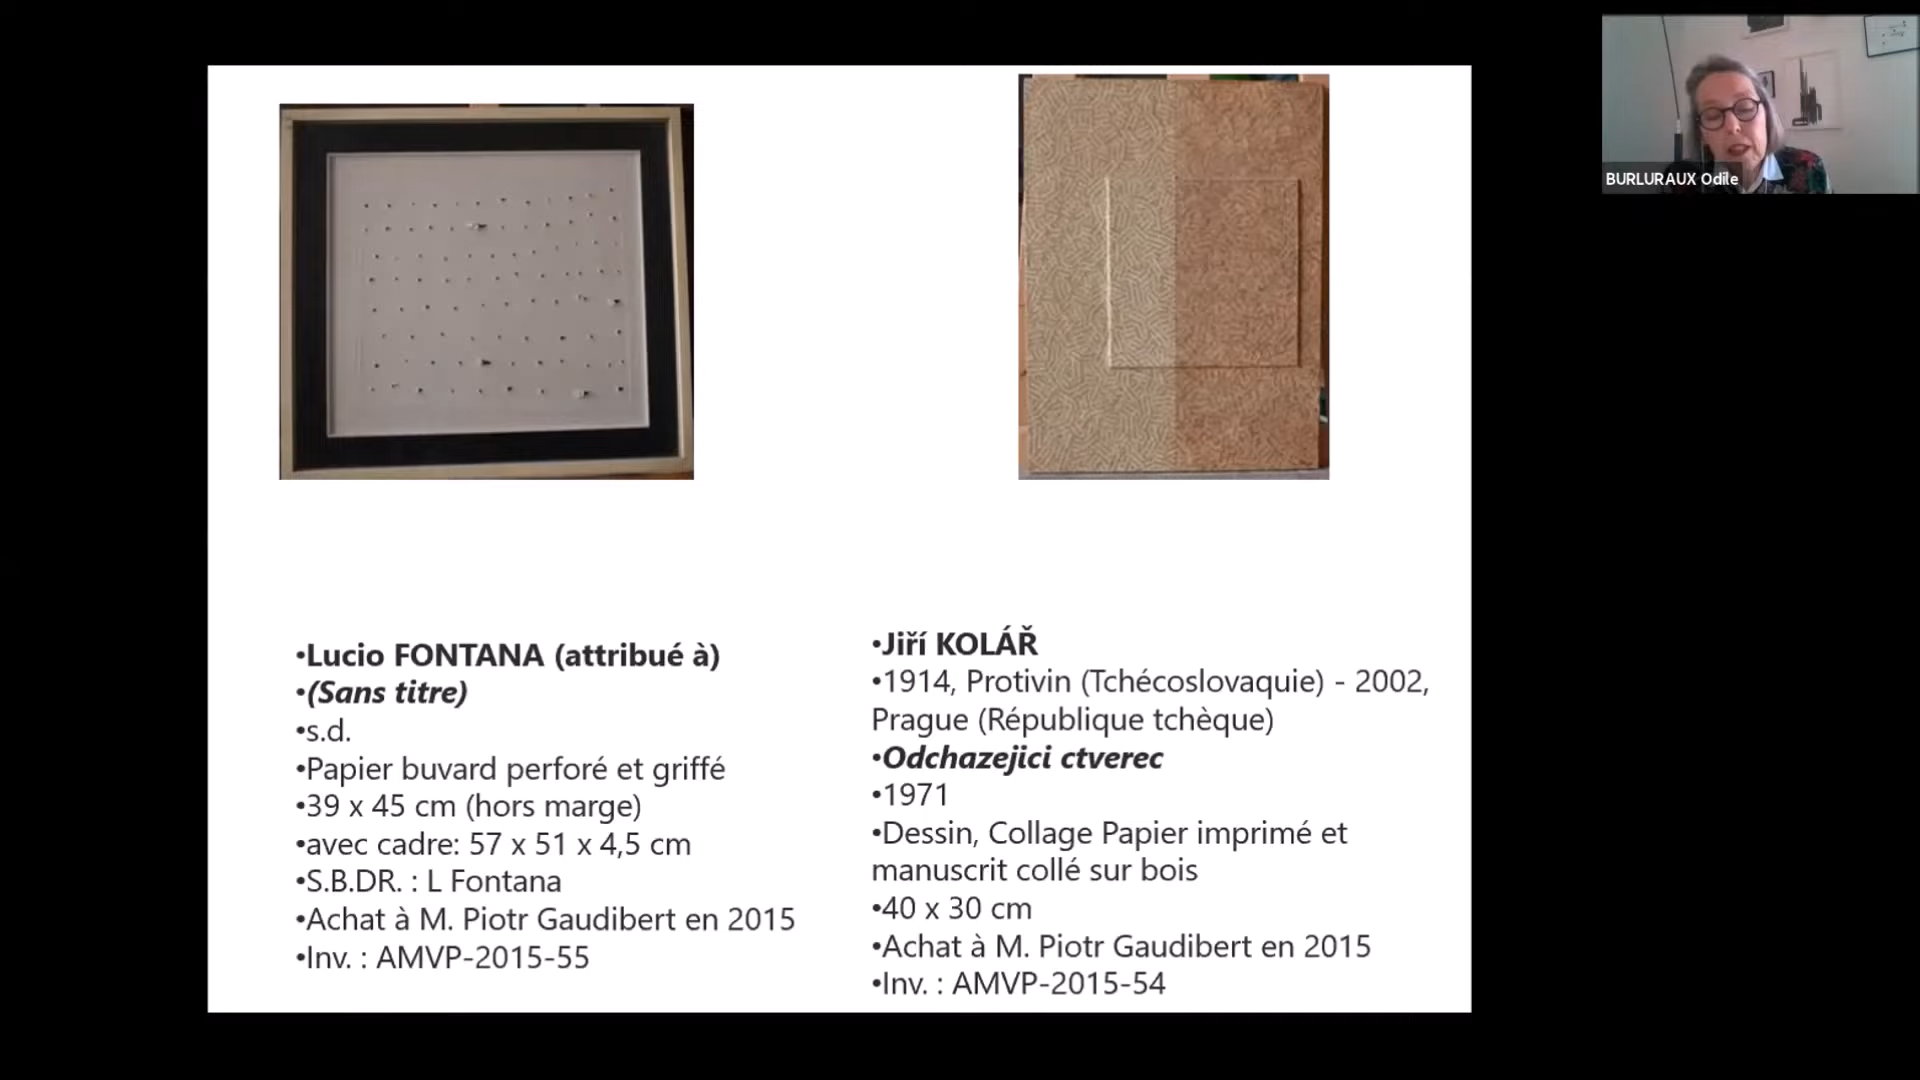 BURLURAUX Odile
•Lucio FONTANA (attribué à)
•(Sans titre)
•s.d.
•Papier buvard perforé et griffé
•39 x 45 cm (hors marge)
•avec cadre: 57 x 51 x 4,5 cm
•S.B.DR. : L Fontana
•Achat à M. Piotr Gaudibert en 2015
•Inv. : AMVP-2015-55
•Jiří KOLÁŘ
•1914, Protivin (Tchécoslovaquie) - 2002,
Prague (République tchèque)
•Odchazejici ctverec
•1971
•Dessin, Collage Papier imprimé et
manuscrit collé sur bois
•40 x 30 cm
•Achat à M. Piotr Gaudibert en 2015
•Inv. : AMVP-2015-54